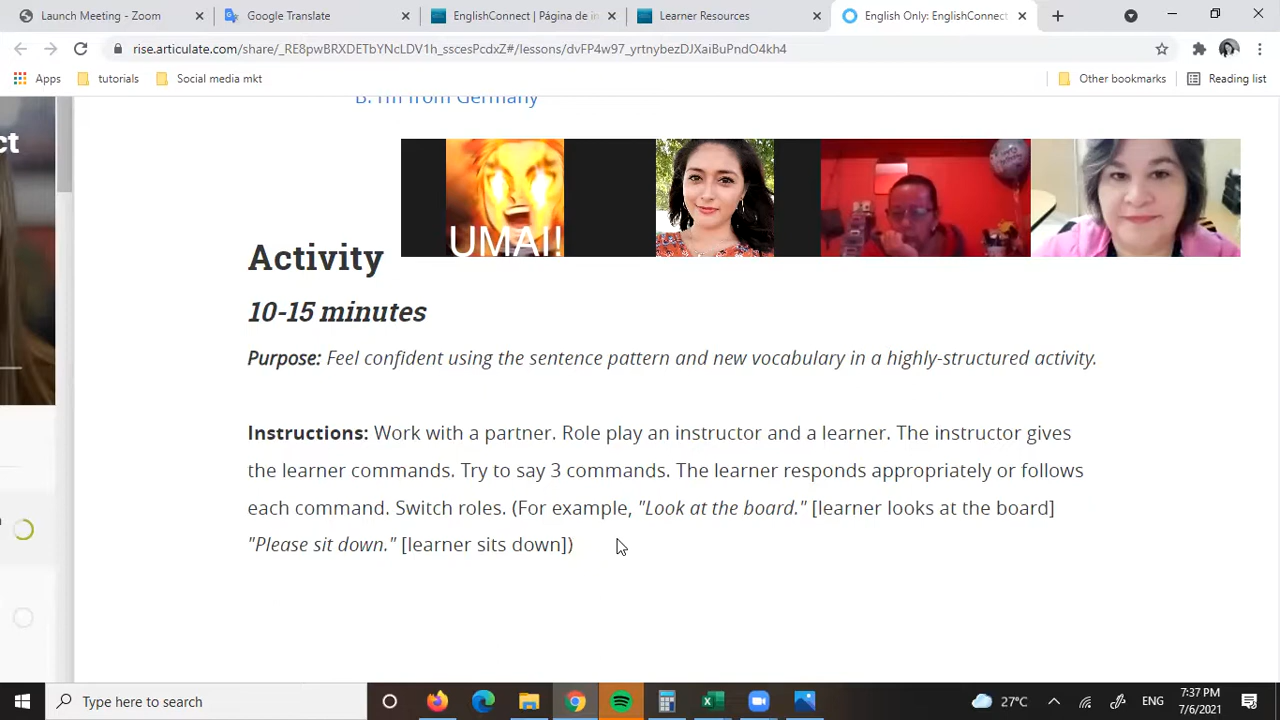 Launch Meeting - Zoom
Google Translate
EnglishConnect | Página de in
Learner Resources
English Only: EnglishConnect
rise.articulate.com/share/_RE8pwBRXDETbYNcLDV1h_sscesPcdxZ#/lessons/dvFP4w97_yrtnybezDJXaiBuPndO4kh4
Apps
tutorials
Social media mkt
Other bookmarks
Reading list
B: I'm from Germany
ct
UMAI!
Activity
10-15 minutes
Purpose: Feel confident using the sentence pattern and new vocabulary in a highly-structured activity.
Instructions: Work with a partner. Role play an instructor and a learner. The instructor gives
the learner commands. Try to say 3 commands. The learner responds appropriately or follows
each command. Switch roles. (For example, "Look at the board." [learner looks at the board]
"Please sit down." [learner sits down])
Type here to search
27°C
ENG
7:37 PM
7/6/2021